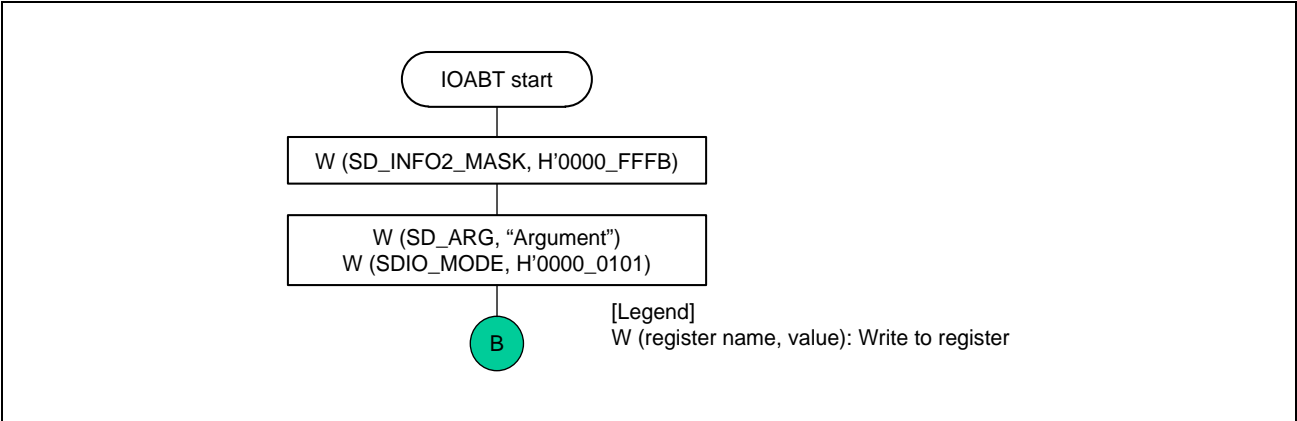 IOABT start
W (SD_INFO2_MASK, H’0000_FFFB)
W (SD_ARG, “Argument”)
W (SDIO_MODE, H’0000_0101)
B
[Legend]
W (register name, value): Write to register